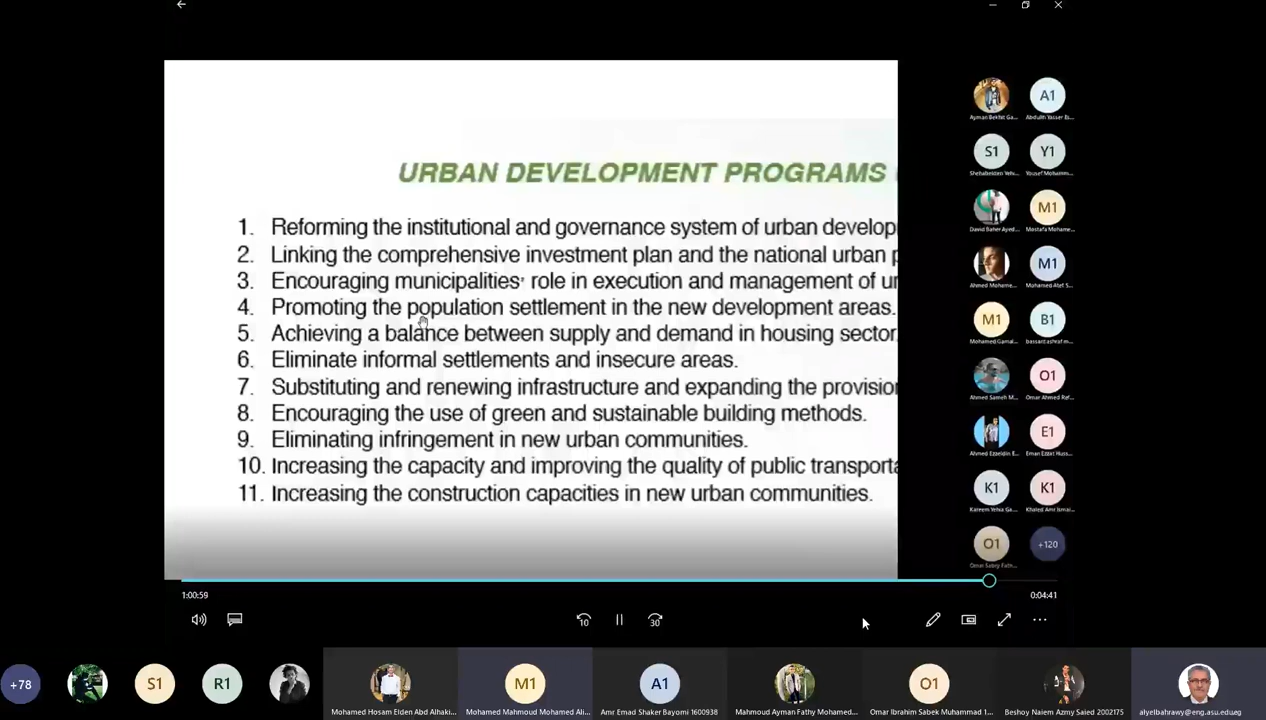 URBAN DEVELOPMENT PROGRAMS
1. Reforming the institutional and governance system of urban develop
2. Linking the comprehensive investment plan and the national urban p
3. Encouraging municipalities' role in execution and management of ur
4. Promoting the population settlement in the new development areas.
5. Achieving a balance between supply and demand in housing sector.
6. Eliminate informal settlements and insecure areas.
7. Substituting and renewing infrastructure and expanding the provision
8. Encouraging the use of green and sustainable building methods.
9. Eliminating infringement in new urban communities.
10. Increasing the capacity and improving the quality of public transporta
11. Increasing the construction capacities in new urban communities.
A1
Ayman Bekhit Ga...
S1 Y1
Yousef Mohamm...
M1
David Baher Ayed... Mostafa Mohame...
M1
Ahmed Mohame... Mohamed Atef S...
M1 B1
Mohamed Gamal... bassant.ashraf.m...
O1
Ahmed Sameh M... Omar Ahmed Ref...
E1
Ahmed Ezzeldin E... Eman Ezzat Huss...
K1 K1
Kareem Yehia Ga... Khaled Amr Ismai...
O1 +120
Omar Sabry Fath...
1:00:59 0:04:41
10 30
+78 S1 R1 M1 A1 O1
Mohamed Hosam Elden Abd Alhaki... Mohamed Mahmoud Mohamed Ali... Amr Emad Shaker Bayomi 1600938 Mahmoud Ayman Fathy Mohamed... Omar Ibrahim Sabek Muhammad 1... Beshoy Naiem Azmy Saied 2002175 alyelbahrawy@eng.asu.edu.eg